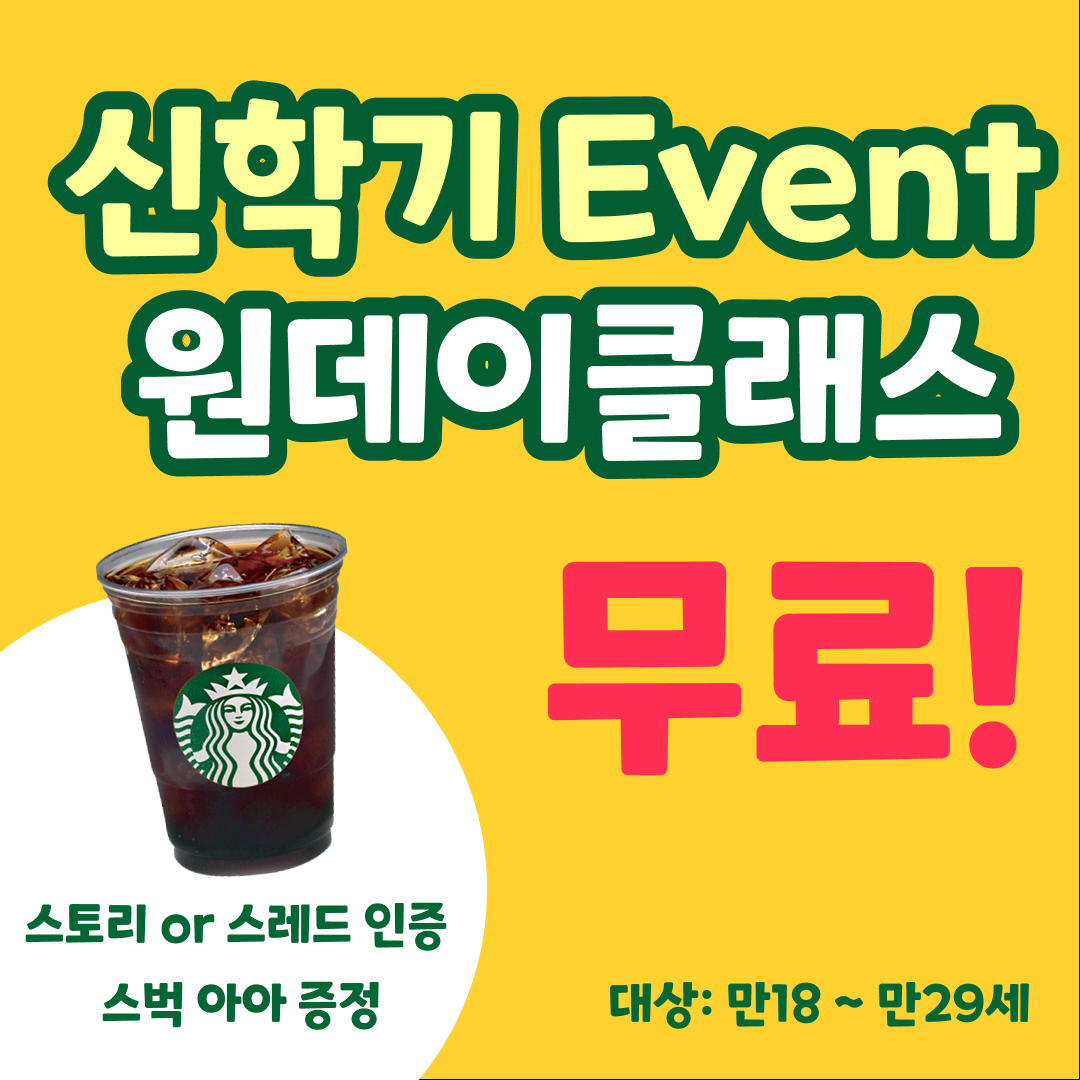 신학기 Event
원데이클래스
무료!
스토리 or 스레드 인증
스벅 아아 증정
대상: 만18 ~ 만29세